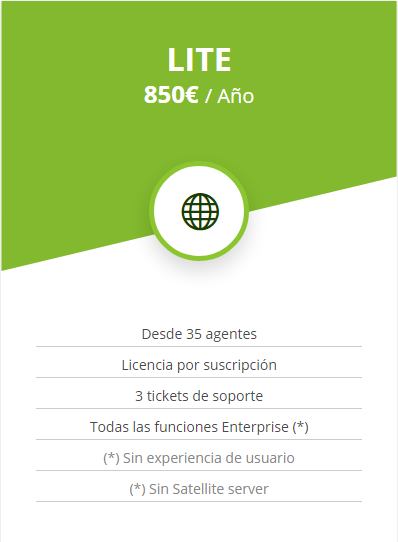 LITE
850€ / Año
Desde 35 agentes
Licencia por suscripción
3 tickets de soporte
Todas las funciones Enterprise (*)
(*) Sin experiencia de usuario
(*) Sin Satellite server